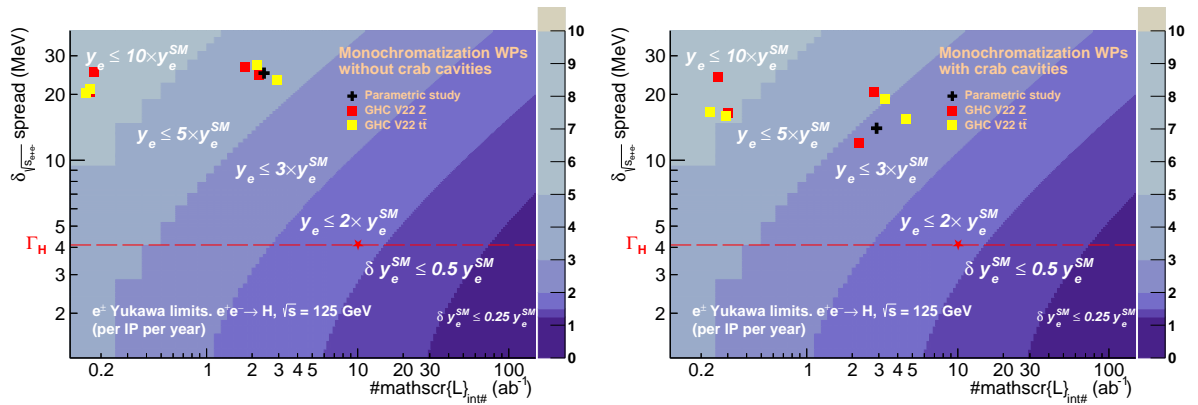 Monochromatization WPs
without crab cavities
Parametric study
GHC V22 Z
GHC V22 tt̄
y_e ≤ 10×y_e^SM
y_e ≤ 5×y_e^SM
y_e ≤ 3×y_e^SM
y_e ≤ 2× y_e^SM
δ y_e^SM ≤ 0.5 y_e^SM
δ y_e^SM ≤ 0.25 y_e^SM
e± Yukawa limits. e⁺e⁻→ H, √s = 125 GeV
(per IP per year)
δ_√s_e+e- spread (MeV)
30
20
10
5
4
3
2
Γ_H
0.2 1 2 3 4 5 10 20 30 100
#mathscr{L}_int# (ab⁻¹)
10
9
8
7
6
5
4
3
2
1
0
Monochromatization WPs
with crab cavities
Parametric study
GHC V22 Z
GHC V22 tt̄
y_e ≤ 10×y_e^SM
y_e ≤ 5×y_e^SM
y_e ≤ 3×y_e^SM
y_e ≤ 2× y_e^SM
δ y_e^SM ≤ 0.5 y_e^SM
δ y_e^SM ≤ 0.25 y_e^SM
e± Yukawa limits. e⁺e⁻→ H, √s = 125 GeV
(per IP per year)
δ_√s_e+e- spread (MeV)
30
20
10
5
4
3
2
Γ_H
0.2 1 2 3 4 5 10 20 30 100
#mathscr{L}_int# (ab⁻¹)
10
9
8
7
6
5
4
3
2
1
0